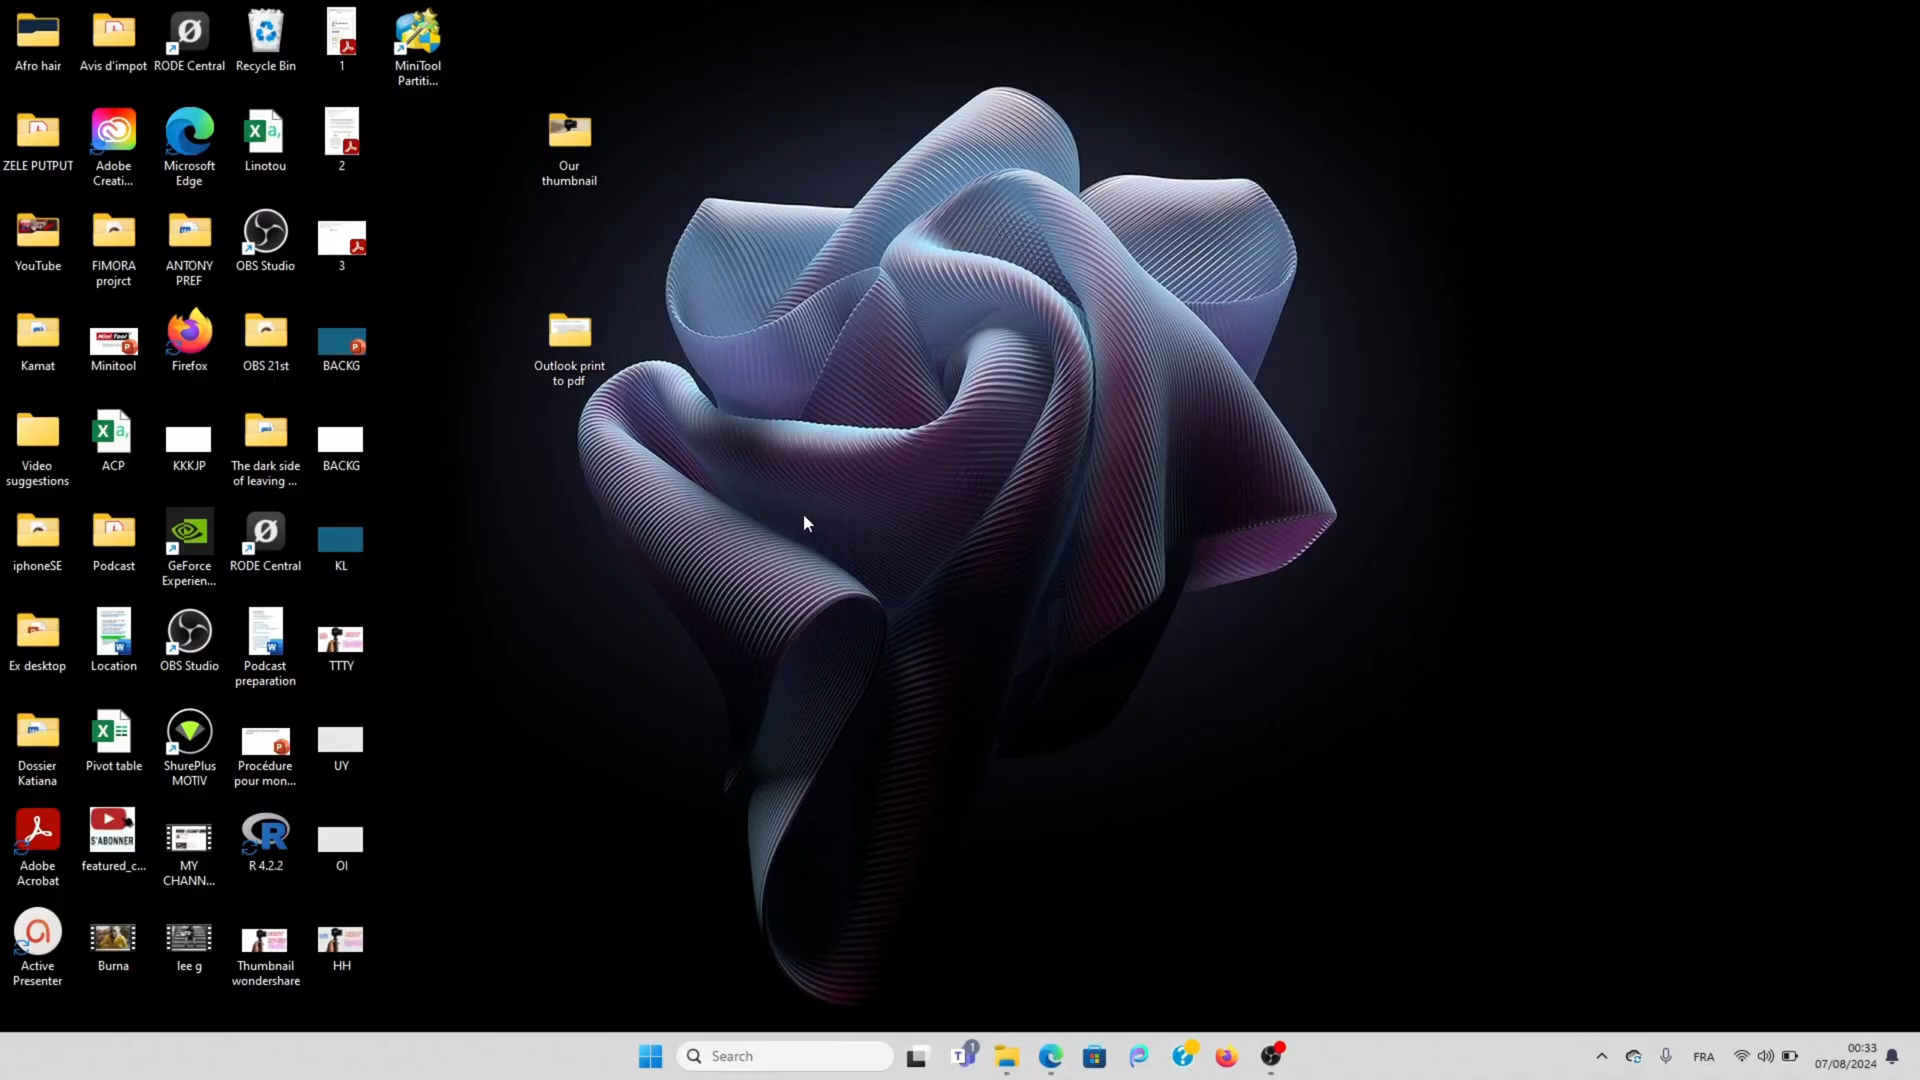 Afro hair
Avis d'impot
RODE Central
Recycle Bin
1
MiniTool
Partiti...
ZELE PUTPUT
Adobe
Creati...
Microsoft
Edge
Linotou
2
Our
thumbnail
YouTube
FIMORA
projrct
ANTONY
PREF
OBS Studio
3
Kamat
Minitool
Firefox
OBS 21st
BACKG
Outlook print
to pdf
Video
suggestions
ACP
KKKJP
The dark side
of leaving ...
BACKG
iphoneSE
Podcast
GeForce
Experien...
RODE Central
KL
Ex desktop
Location
OBS Studio
Podcast
preparation
TTTY
Dossier
Katiana
Pivot table
ShurePlus
MOTIV
Procédure
pour mon...
UY
Adobe
Acrobat
S'ABONNER
featured_c...
MY
CHANN...
R 4.2.2
OI
Active
Presenter
Burna
lee g
Thumbnail
wondershare
HH
Search
1
FRA
00:33
07/08/2024